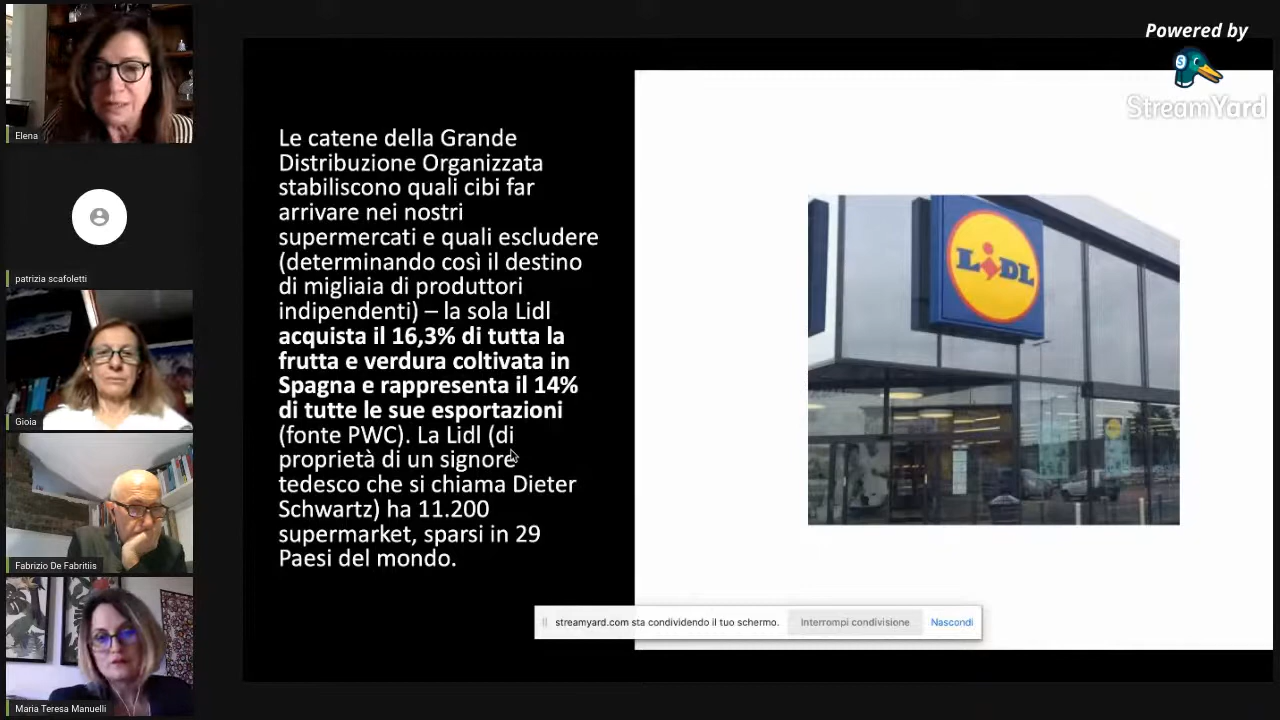 Powered by
StreamYard
Elena
patrizia scafoletti
Gioia
Fabrizio De Fabritiis
Maria Teresa Manuelli
Le catene della Grande
Distribuzione Organizzata
stabiliscono quali cibi far
arrivare nei nostri
supermercati e quali escludere
(determinando così il destino
di migliaia di produttori
indipendenti) – la sola Lidl
acquista il 16,3% di tutta la
frutta e verdura coltivata in
Spagna e rappresenta il 14%
di tutte le sue esportazioni
(fonte PWC). La Lidl (di
proprietà di un signore
tedesco che si chiama Dieter
Schwartz) ha 11.200
supermarket, sparsi in 29
Paesi del mondo.
LiDL
streamyard.com sta condividendo il tuo schermo.
Interrompi condivisione
Nascondi